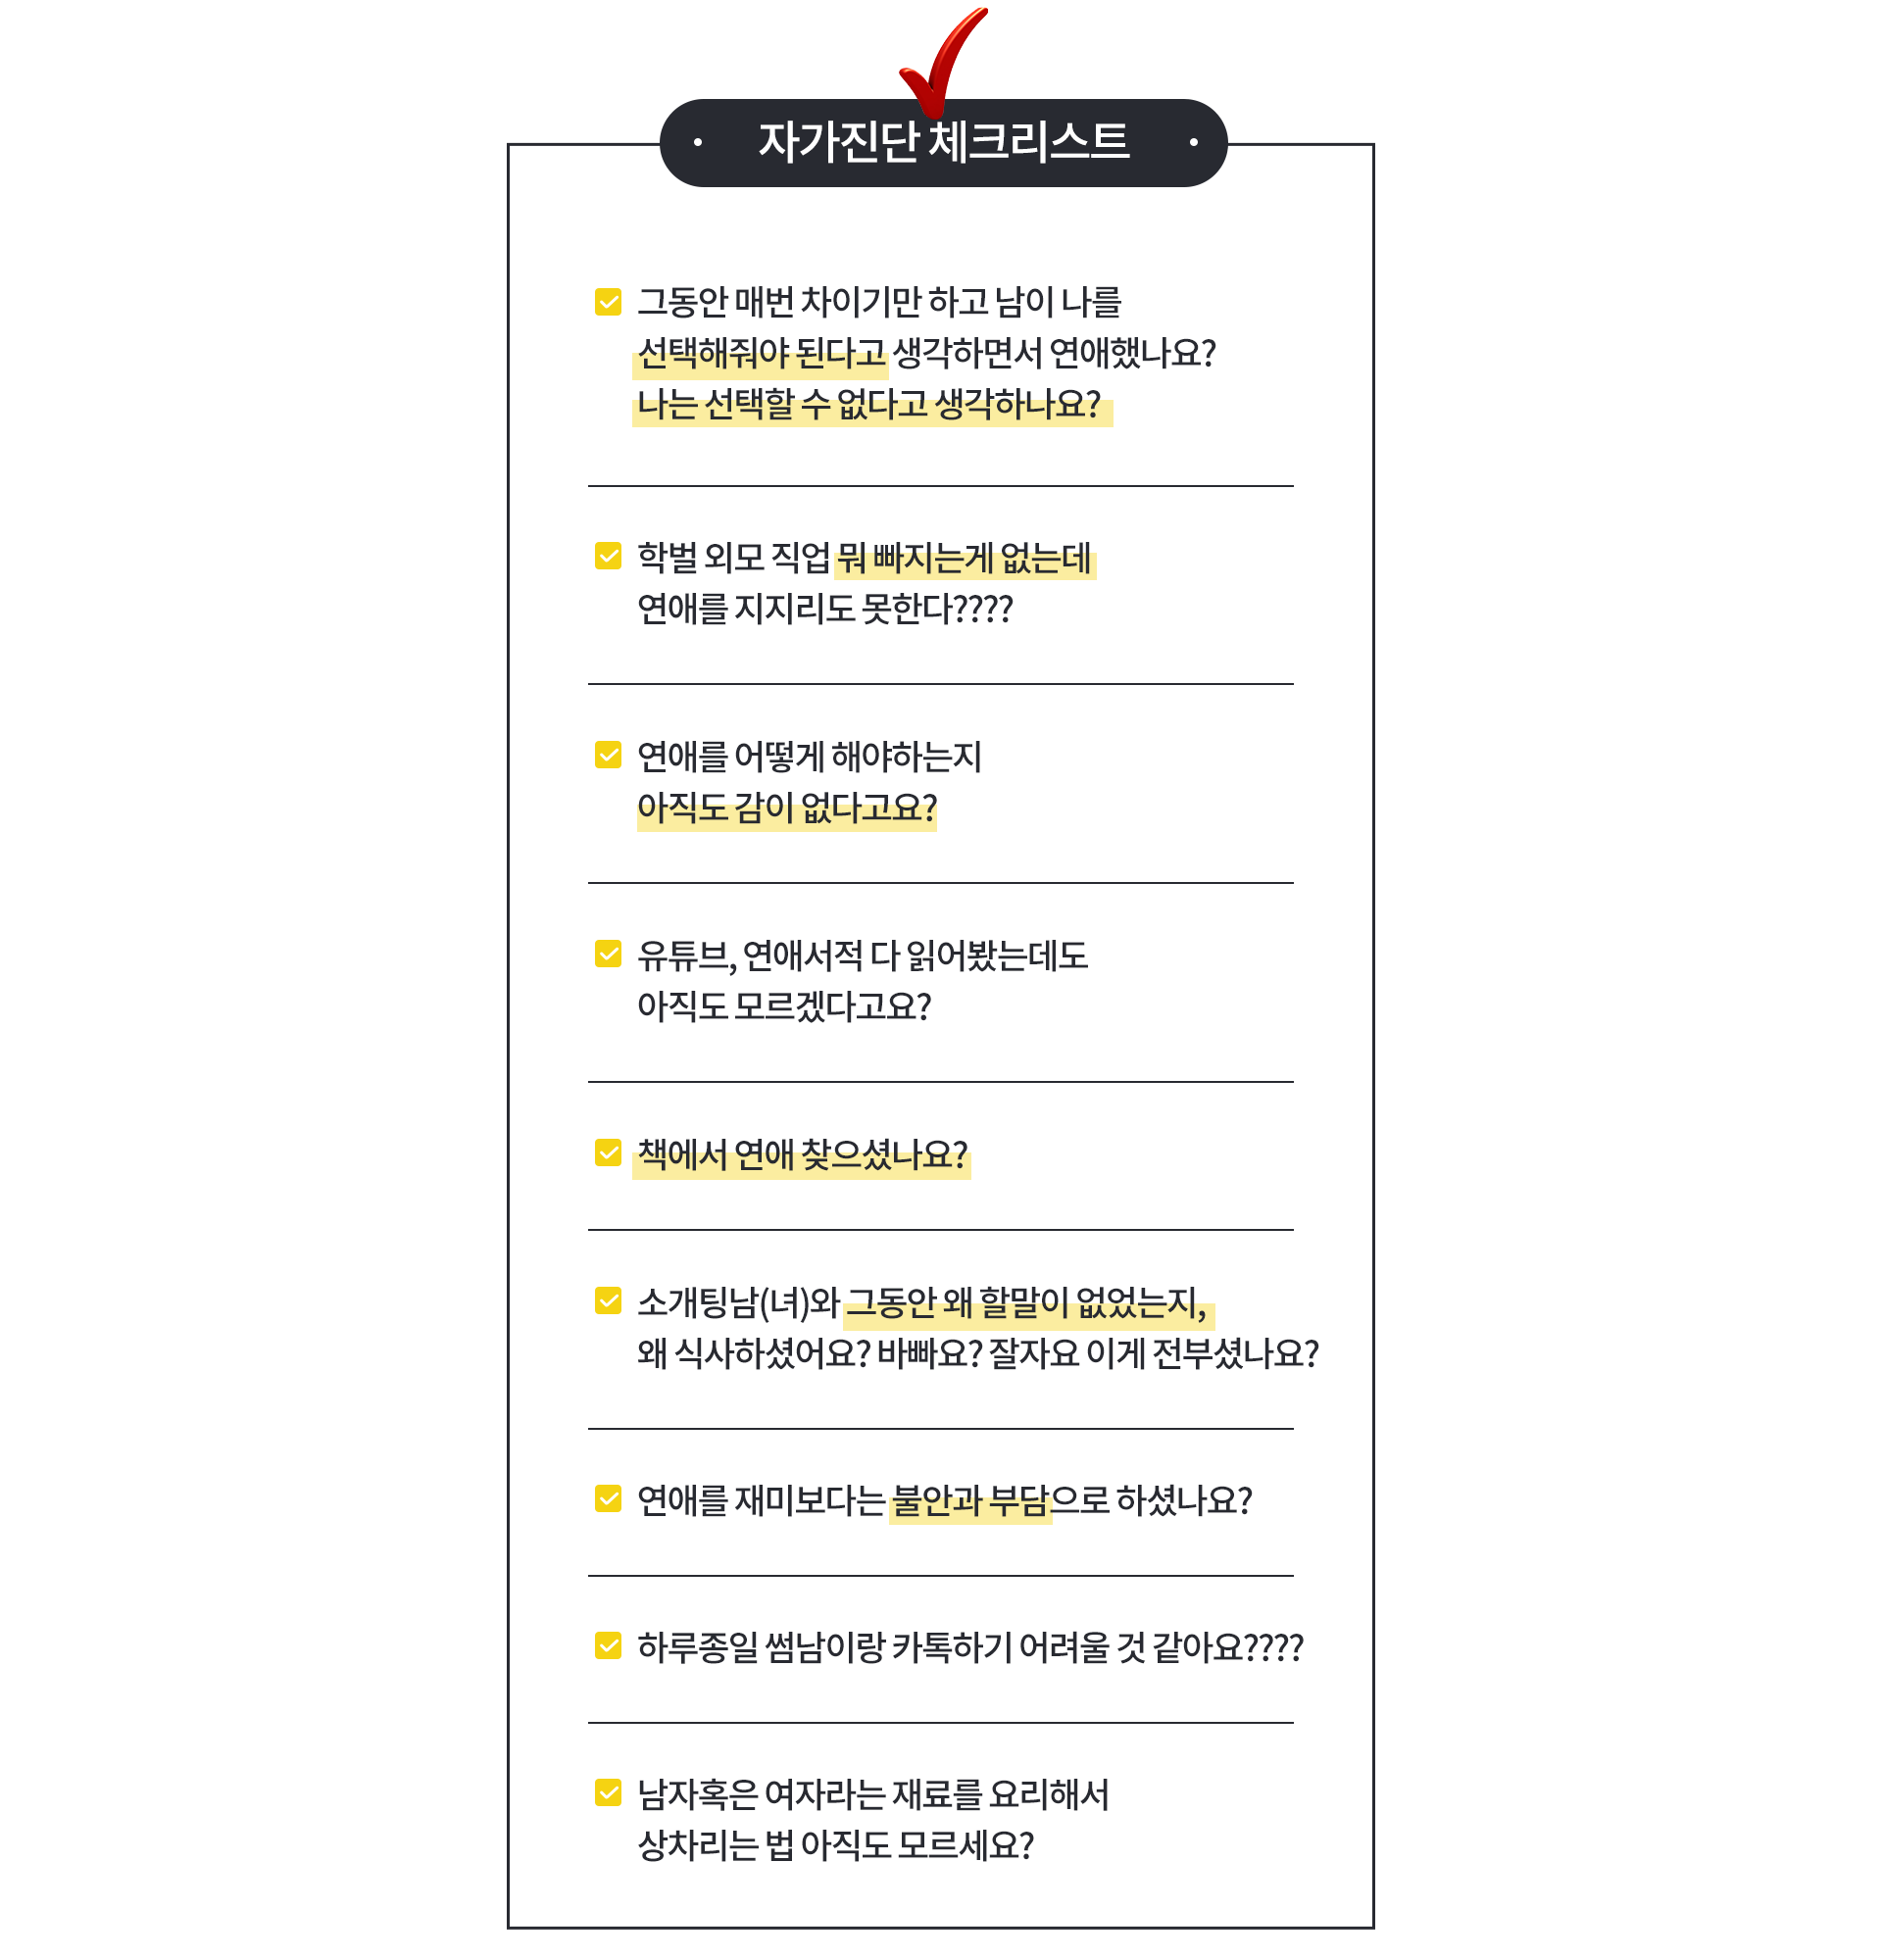 자가진단 체크리스트
그동안 매번 차이기만 하고 남이 나를
선택해줘야 된다고 생각하면서 연애했나요?
나는 선택할 수 없다고 생각하나요?
학벌 외모 직업 뭐 빠지는게 없는데
연애를 지지리도 못한다????
연애를 어떻게 해야하는지
아직도 감이 없다고요?
유튜브, 연애서적 다 읽어봤는데도
아직도 모르겠다고요?
책에서 연애 찾으셨나요?
소개팅남(녀)와 그동안 왜 할말이 없었는지,
왜 식사하셨어요? 바빠요? 잘자요 이게 전부셨나요?
연애를 재미보다는 불안과 부담으로 하셨나요?
하루종일 썸남이랑 카톡하기 어려울 것 같아요????
남자혹은 여자라는 재료를 요리해서
상차리는 법 아직도 모르세요?